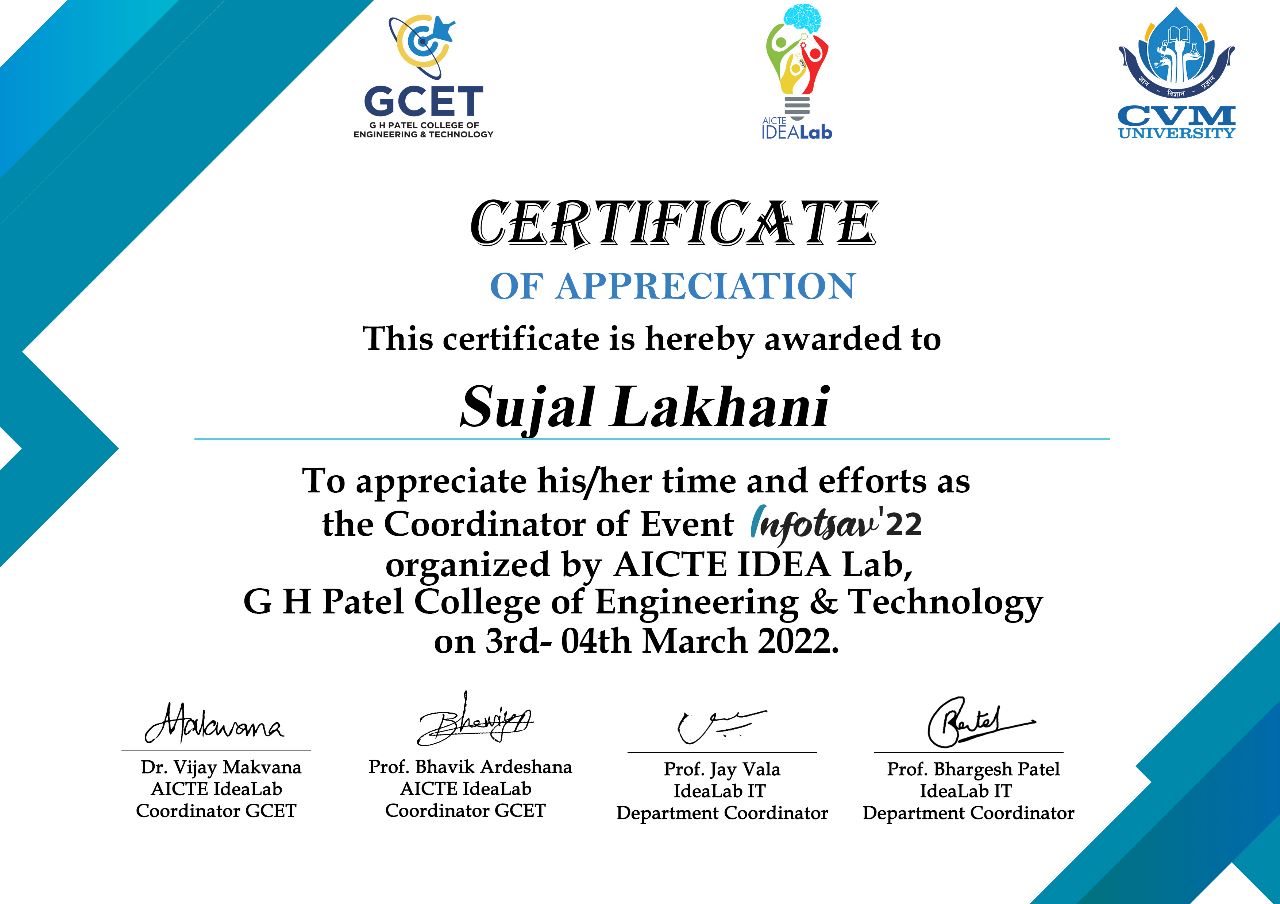 GCET
G H PATEL COLLEGE OF
ENGINEERING & TECHNOLOGY
AICTE
IDEALab
ज्ञान - विज्ञान - प्रज्ञान
CVM
UNIVERSITY
CERTIFICATE
OF APPRECIATION
This certificate is hereby awarded to
Sujal Lakhani
To appreciate his/her time and efforts as
the Coordinator of Event Infotsav'22
organized by AICTE IDEA Lab,
G H Patel College of Engineering & Technology
on 3rd- 04th March 2022.
Dr. Vijay Makvana
AICTE IdeaLab
Coordinator GCET
Prof. Bhavik Ardeshana
AICTE IdeaLab
Coordinator GCET
Prof. Jay Vala
IdeaLab IT
Department Coordinator
Prof. Bhargesh Patel
IdeaLab IT
Department Coordinator